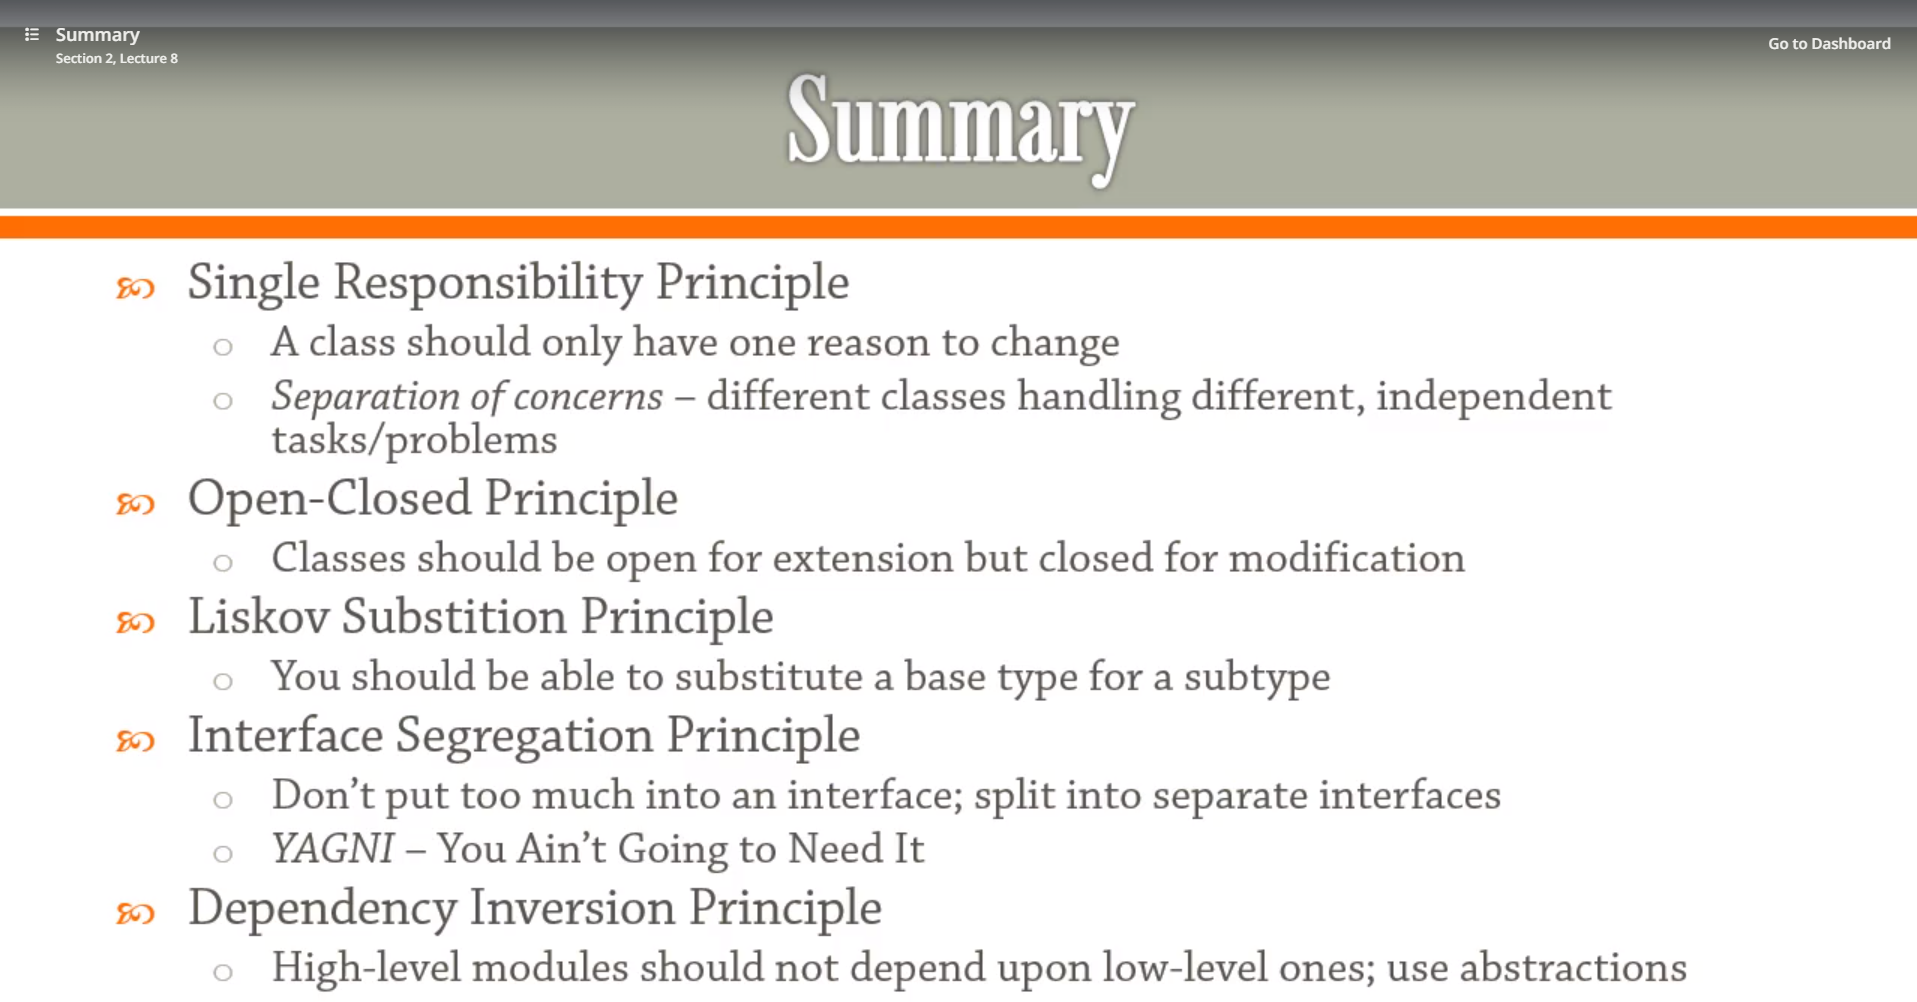 Summary
Section 2, Lecture 8
Go to Dashboard
Summary
Single Responsibility Principle
A class should only have one reason to change
Separation of concerns – different classes handling different, independent
tasks/problems
Open-Closed Principle
Classes should be open for extension but closed for modification
Liskov Substition Principle
You should be able to substitute a base type for a subtype
Interface Segregation Principle
Don’t put too much into an interface; split into separate interfaces
YAGNI – You Ain’t Going to Need It
Dependency Inversion Principle
High-level modules should not depend upon low-level ones; use abstractions